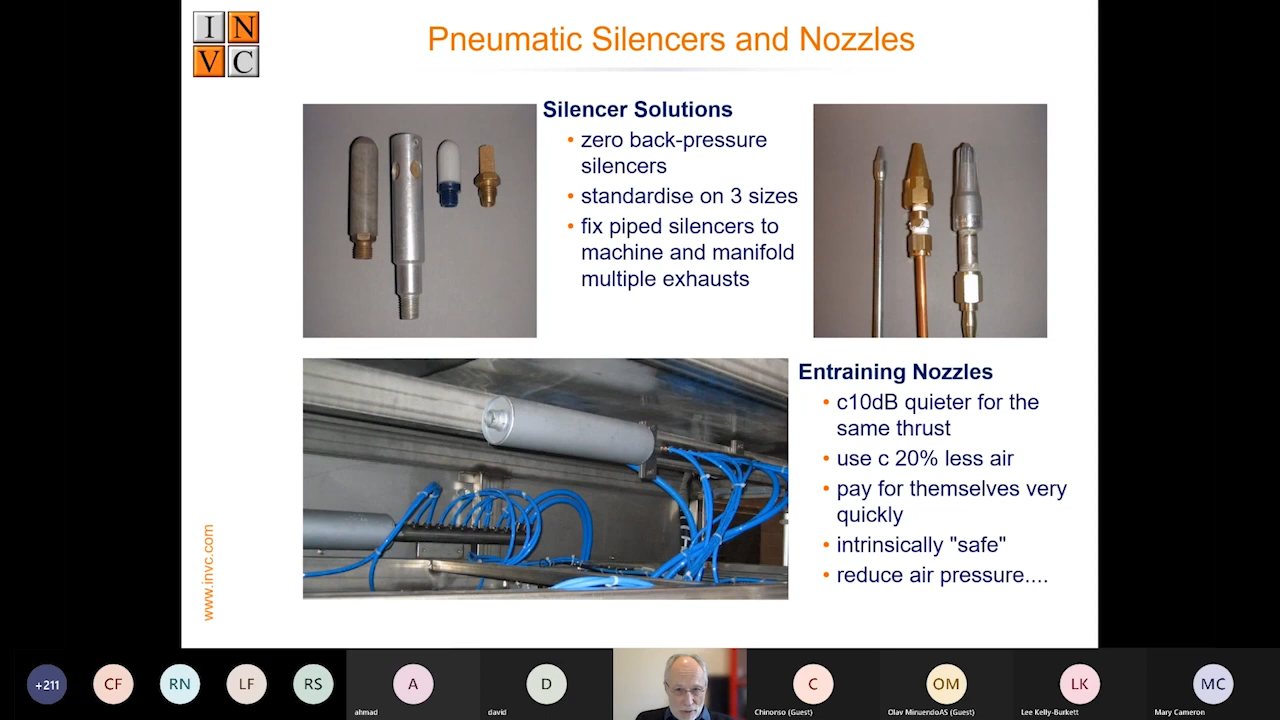 I N
V C
Pneumatic Silencers and Nozzles
Silencer Solutions
• zero back-pressure
silencers
• standardise on 3 sizes
• fix piped silencers to
machine and manifold
multiple exhausts
Entraining Nozzles
• c10dB quieter for the
same thrust
• use c 20% less air
• pay for themselves very
quickly
• intrinsically "safe"
• reduce air pressure....
www.invc.com
+211
CF
RN
LF
RS
A
ahmad
D
david
C
Chinonso (Guest)
OM
Olav MinuendoAS (Guest)
LK
Lee Kelly-Burkett
MC
Mary Cameron